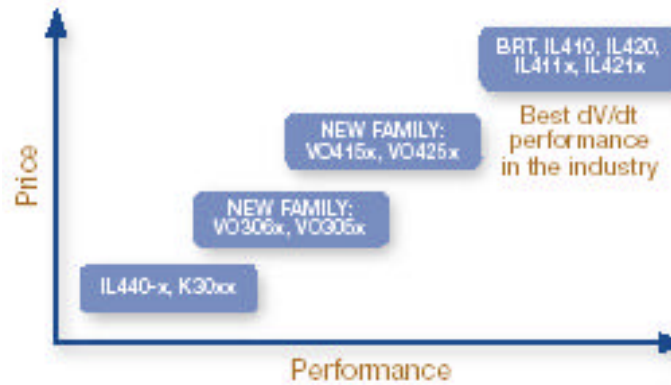 BRT, IL410, IL420,
IL411x, IL421x
Best dV/dt
performance
in the industry
NEW FAMILY:
VO415x, VO425x
NEW FAMILY:
VO306x, VO305x
IL440-x, K30xx
Price
Performance